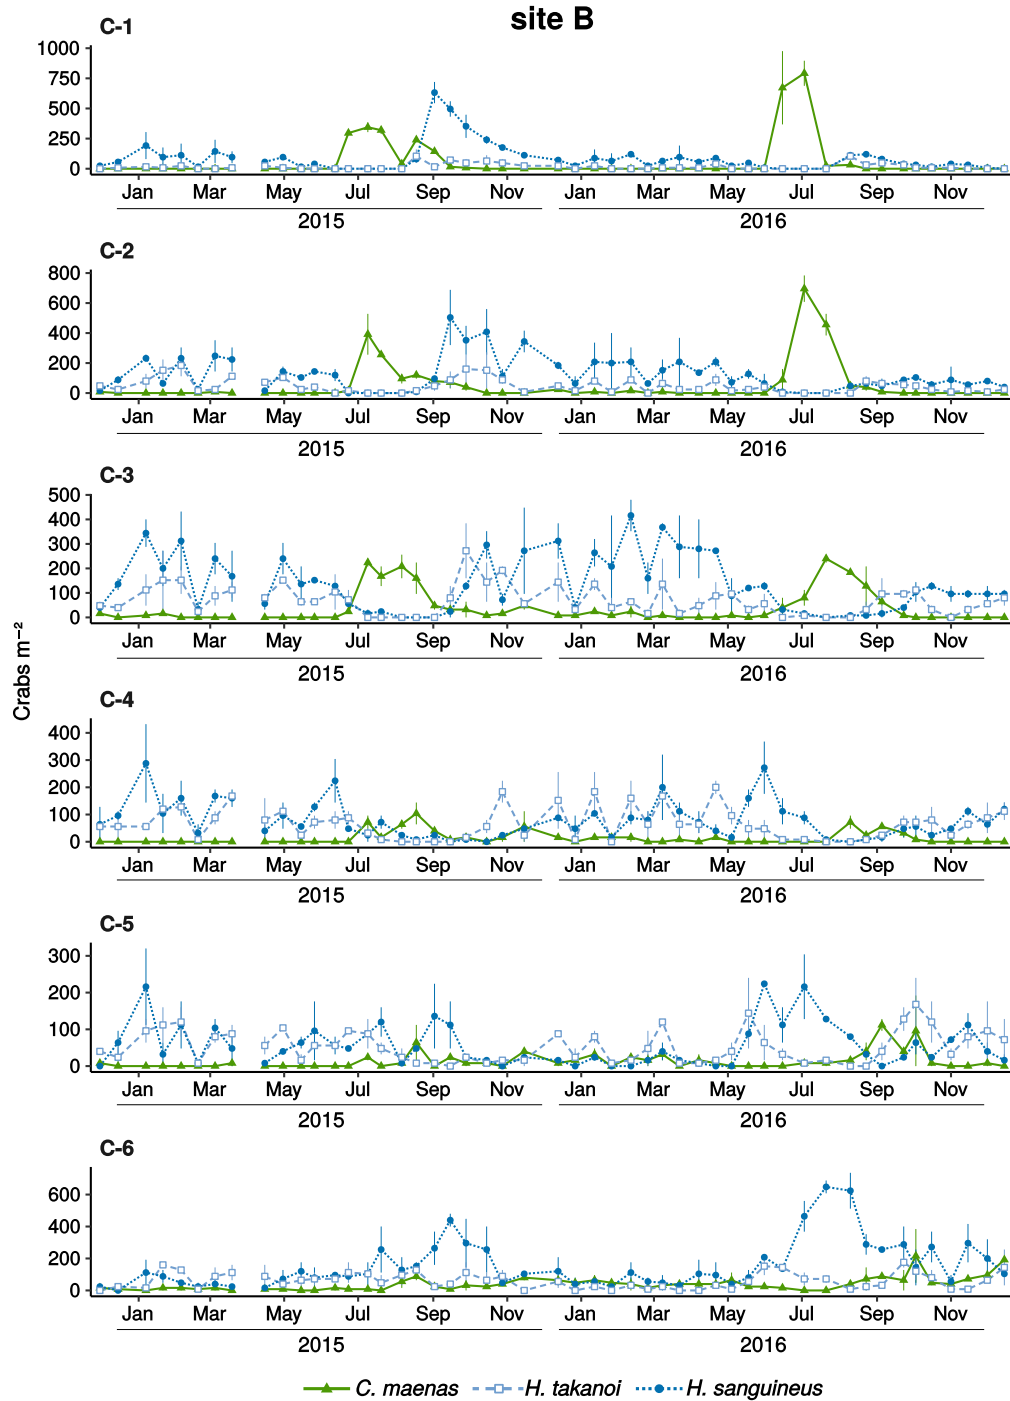 site B
C-1
1000
750
500
250
0
Jan Mar May Jul Sep Nov Jan Mar May Jul Sep Nov
2015 2016
C-2
800
600
400
200
0
Jan Mar May Jul Sep Nov Jan Mar May Jul Sep Nov
2015 2016
C-3
500
400
300
200
100
0
Jan Mar May Jul Sep Nov Jan Mar May Jul Sep Nov
2015 2016
Crabs m⁻²
C-4
400
300
200
100
0
Jan Mar May Jul Sep Nov Jan Mar May Jul Sep Nov
2015 2016
C-5
300
200
100
0
Jan Mar May Jul Sep Nov Jan Mar May Jul Sep Nov
2015 2016
C-6
600
400
200
0
Jan Mar May Jul Sep Nov Jan Mar May Jul Sep Nov
2015 2016
C. maenas H. takanoi H. sanguineus